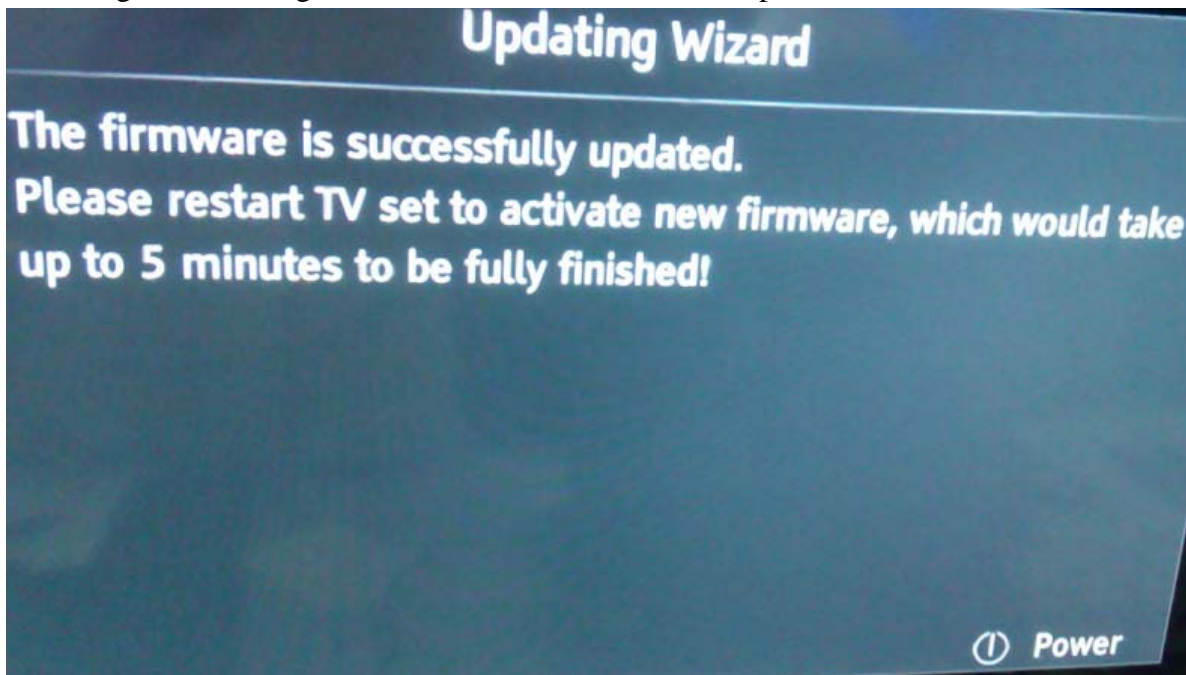 Updating Wizard
The firmware is successfully updated.
Please restart TV set to activate new firmware, which would take
up to 5 minutes to be fully finished!
Power